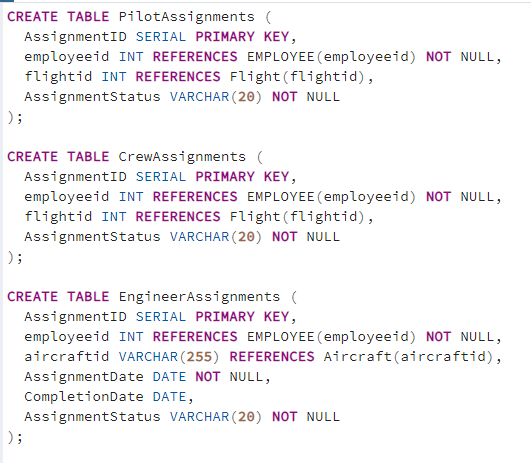 CREATE TABLE PilotAssignments (
AssignmentID SERIAL PRIMARY KEY,
employeeid INT REFERENCES EMPLOYEE(employeeid) NOT NULL,
flightid INT REFERENCES Flight(flightid),
AssignmentStatus VARCHAR(20) NOT NULL
);
CREATE TABLE CrewAssignments (
AssignmentID SERIAL PRIMARY KEY,
employeeid INT REFERENCES EMPLOYEE(employeeid) NOT NULL,
flightid INT REFERENCES Flight(flightid),
AssignmentStatus VARCHAR(20) NOT NULL
);
CREATE TABLE EngineerAssignments (
AssignmentID SERIAL PRIMARY KEY,
employeeid INT REFERENCES EMPLOYEE(employeeid) NOT NULL,
aircraftid VARCHAR(255) REFERENCES Aircraft(aircraftid),
AssignmentDate DATE NOT NULL,
CompletionDate DATE,
AssignmentStatus VARCHAR(20) NOT NULL
);